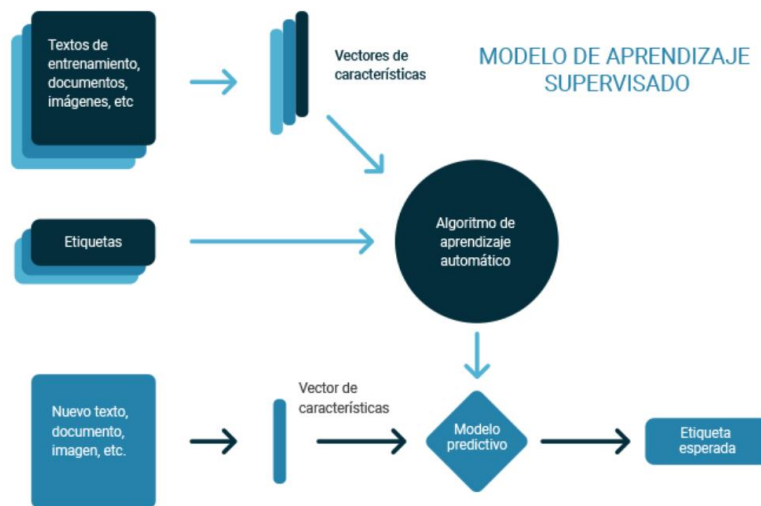 Textos de
entrenamiento,
documentos,
imágenes, etc
Vectores de
características
MODELO DE APRENDIZAJE
SUPERVISADO
Etiquetas
Algoritmo de
aprendizaje
automático
Nuevo texto,
documento,
imagen, etc.
Vector de
características
Modelo
predictivo
Etiqueta
esperada